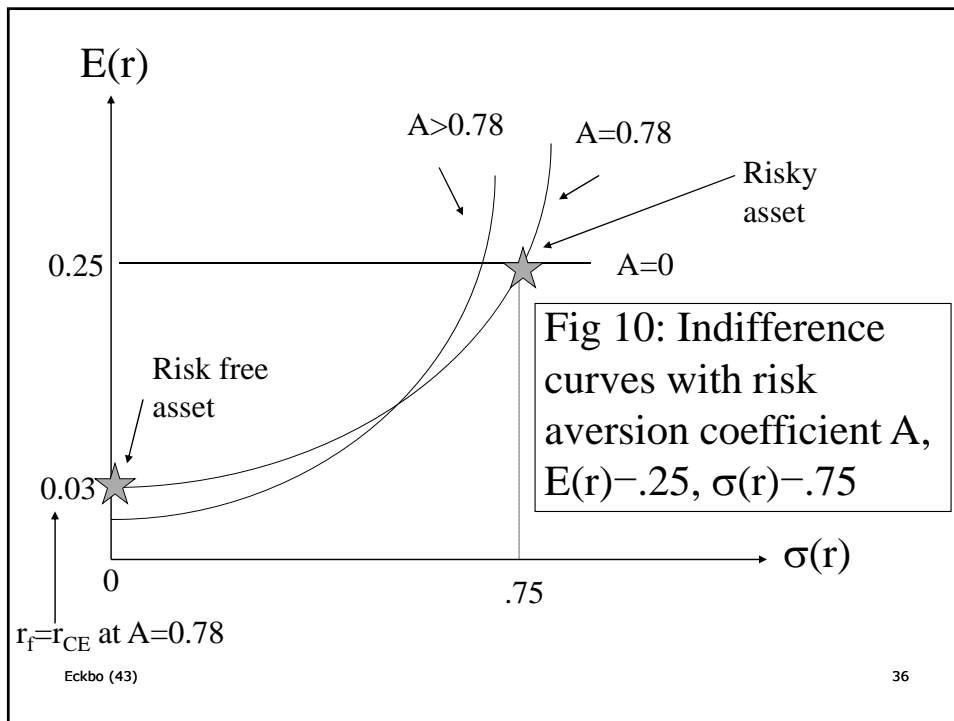 E(r)
A>0.78
A=0.78
Risky
asset
0.25
A=0
Fig 10: Indifference
curves with risk
aversion coefficient A,
E(r)−.25, σ(r)−.75
Risk free
asset
0.03
σ(r)
0
.75
r_f=r_CE at A=0.78
Eckbo (43)
36